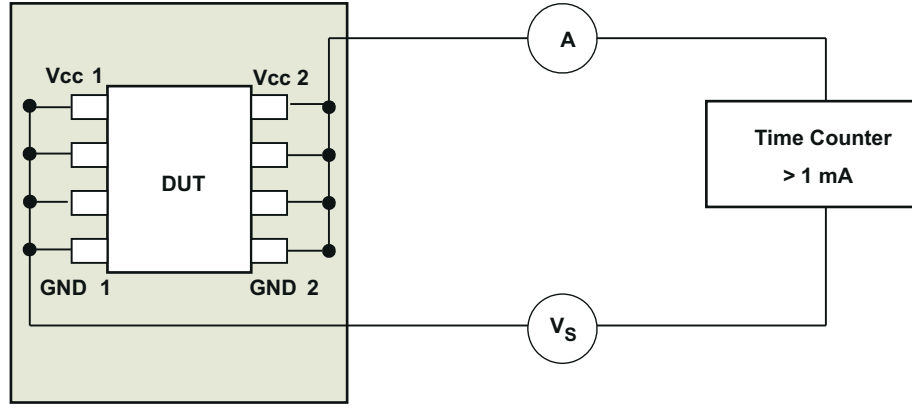 A
Vcc 1
Vcc 2
Time Counter
> 1 mA
DUT
GND 1
GND 2
VS